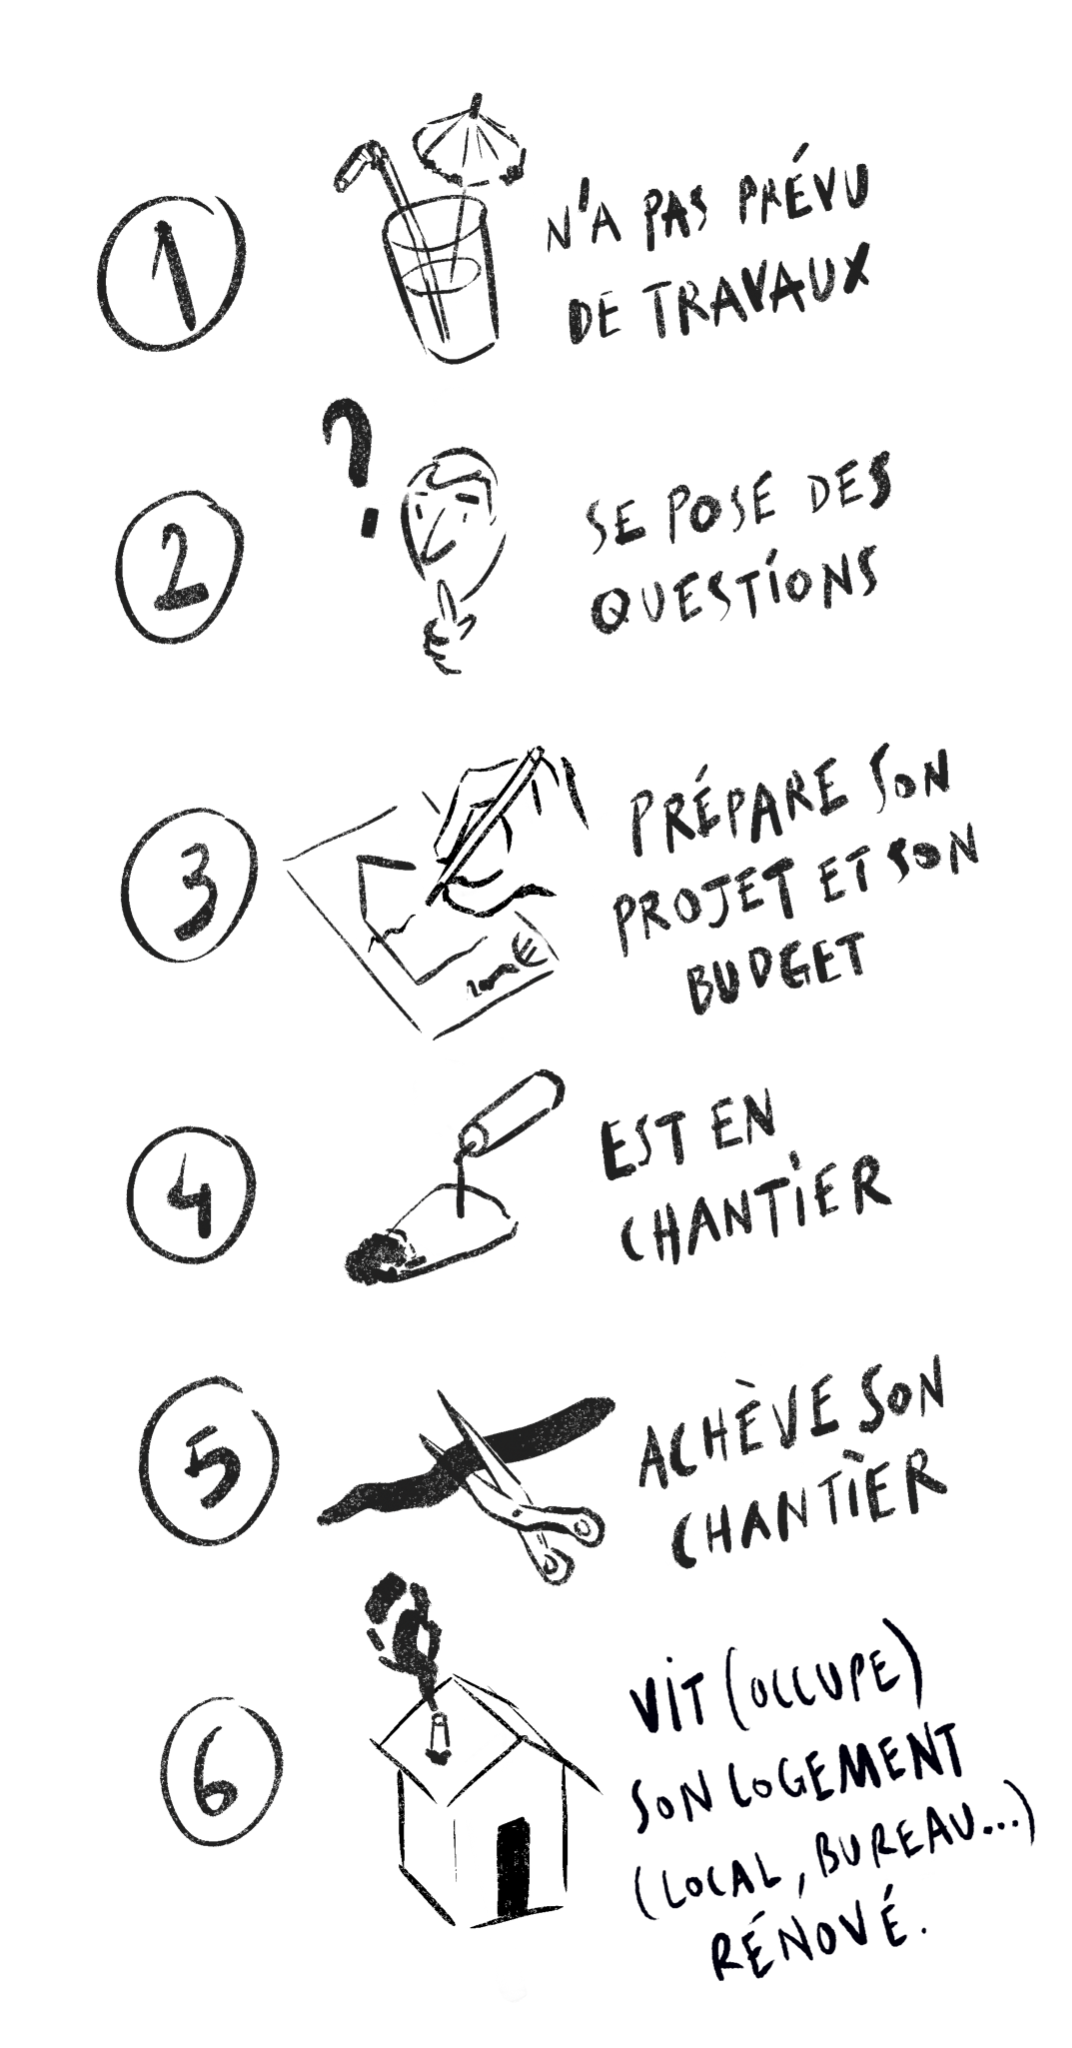 1
N'A PAS PRÉVU
DE TRAVAUX
?
2
SE POSE DES
QUESTIONS
3
PRÉPARE SON
PROJET ET SON
BUDGET
€
4
EST EN
CHANTIER
5
ACHÈVE SON
CHANTIER
6
VIT (OCCUPE)
SON LOGEMENT
(LOCAL, BUREAU...)
RÉNOVÉ.